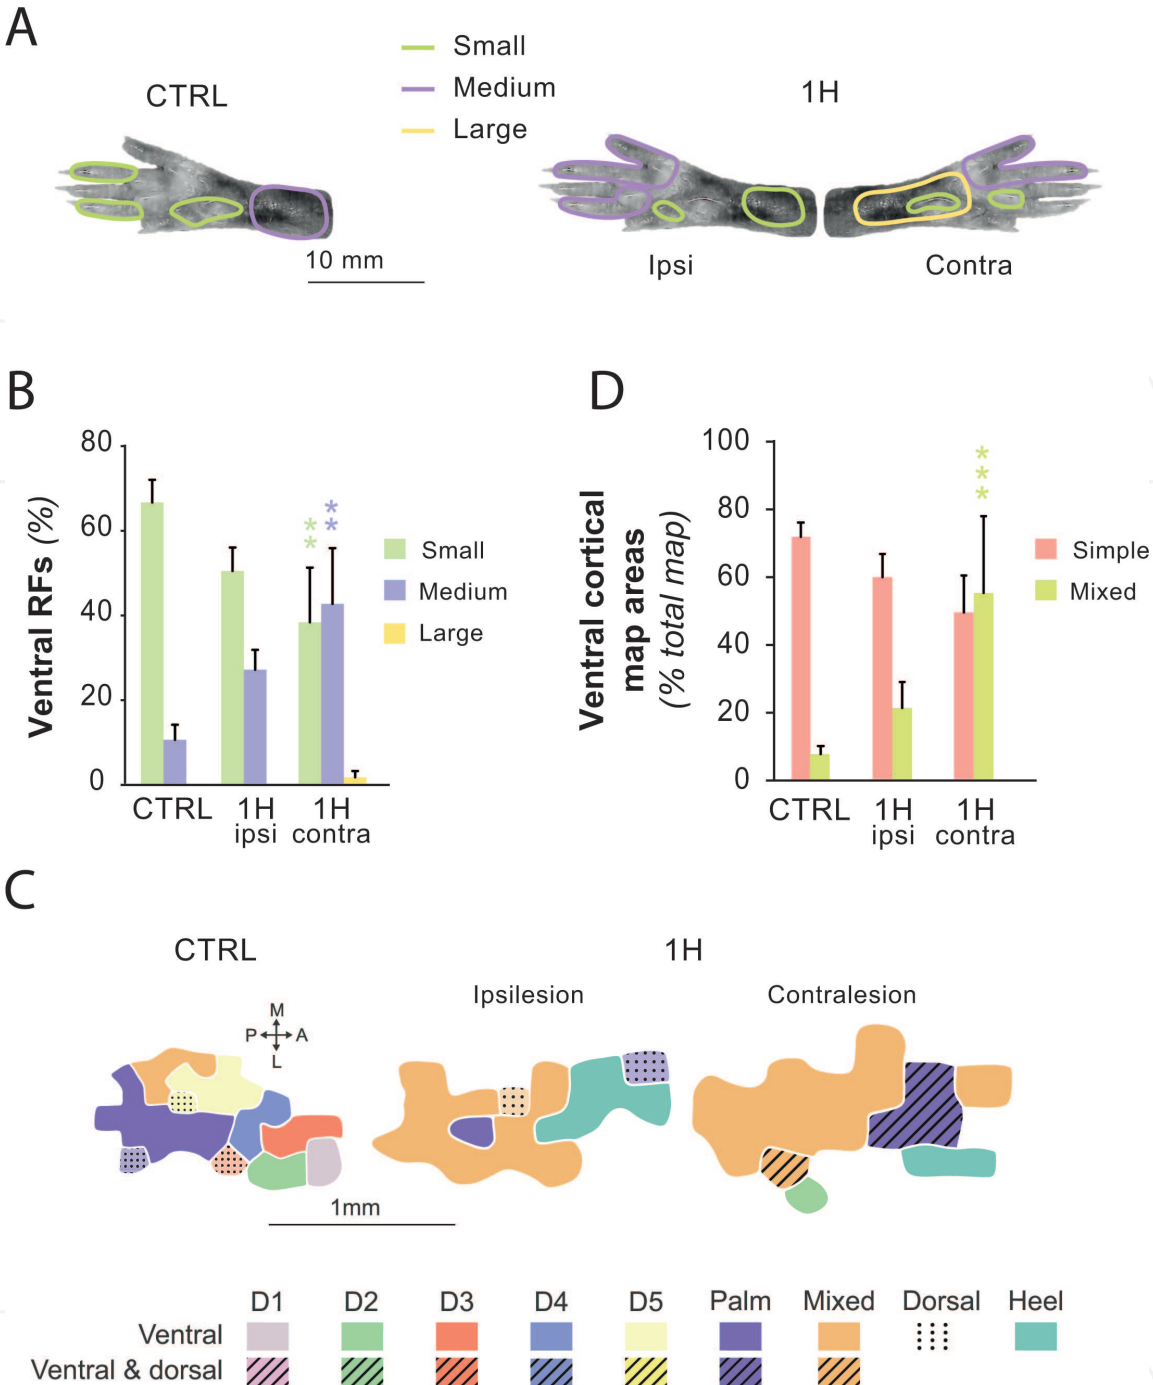 A
CTRL
Small
Medium
Large
1H
10 mm
Ipsi
Contra
B
Ventral RFs (%)
80
60
40
20
0
**
**
Small
Medium
Large
CTRL
1H ipsi
1H contra
D
Ventral cortical
map areas
(% total map)
100
80
60
40
20
0
***
Simple
Mixed
CTRL
1H ipsi
1H contra
C
CTRL
1H
Ipsilesion
Contralesion
M
P A
L
1mm
D1 D2 D3 D4 D5 Palm Mixed Dorsal Heel
Ventral
Ventral & dorsal